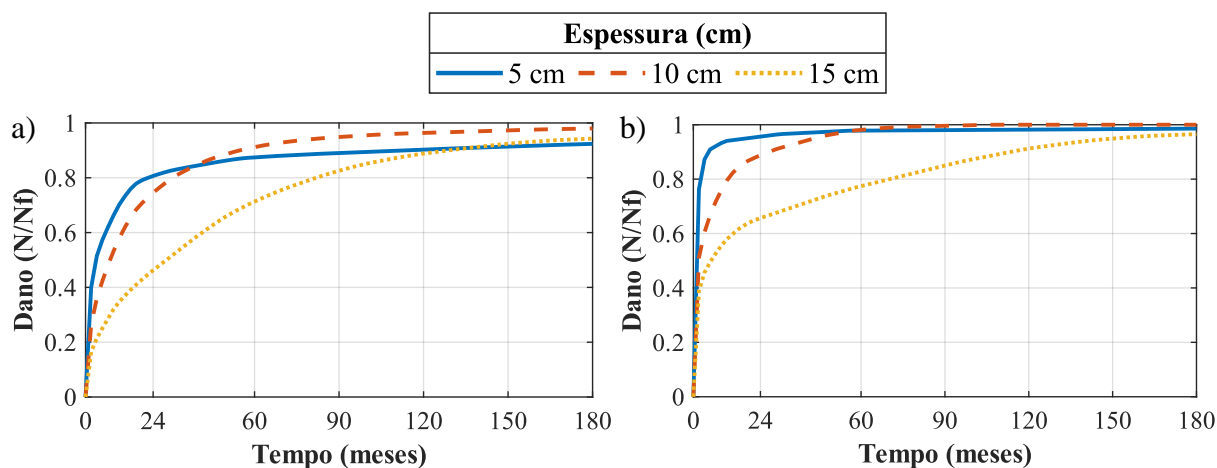 Espessura (cm)
5 cm 10 cm 15 cm
a)
1
0.8
0.6
0.4
0.2
0
Dano (N/Nf)
0 24 60 90 120 150 180
Tempo (meses)
b)
1
0.8
0.6
0.4
0.2
0
Dano (N/Nf)
0 24 60 90 120 150 180
Tempo (meses)